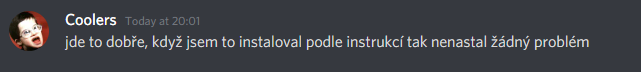 Coolers Today at 20:01
jde to dobře, když jsem to instaloval podle instrukcí tak nenastal žádný problém